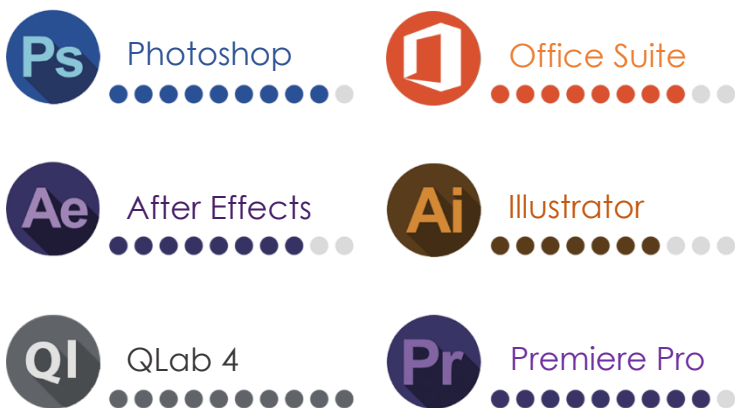 Ps Photoshop
Office Suite
Ae After Effects
Ai Illustrator
Ql QLab 4
Pr Premiere Pro